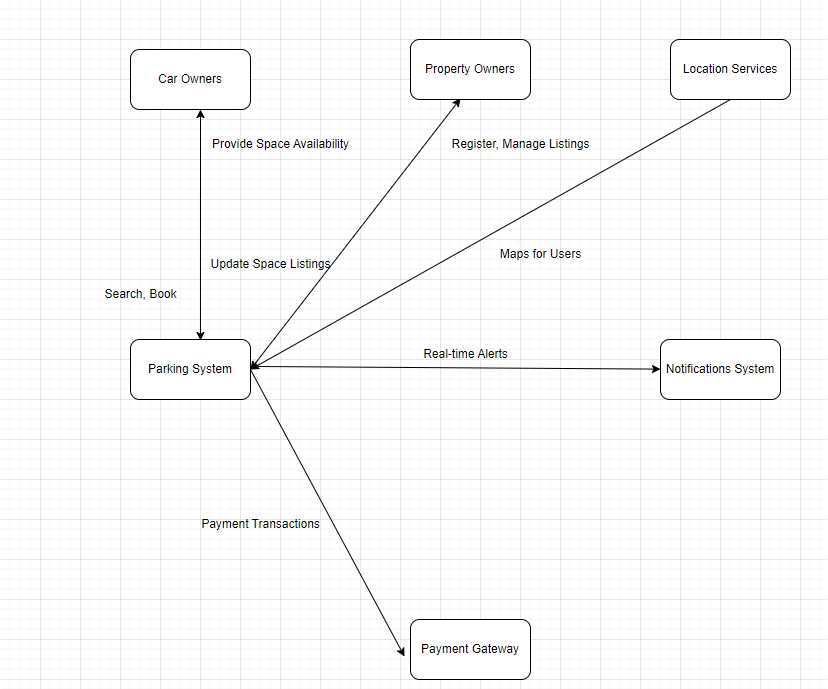 Car Owners
Property Owners
Location Services
Provide Space Availability
Register, Manage Listings
Maps for Users
Update Space Listings
Search, Book
Real-time Alerts
Parking System
Notifications System
Payment Transactions
Payment Gateway